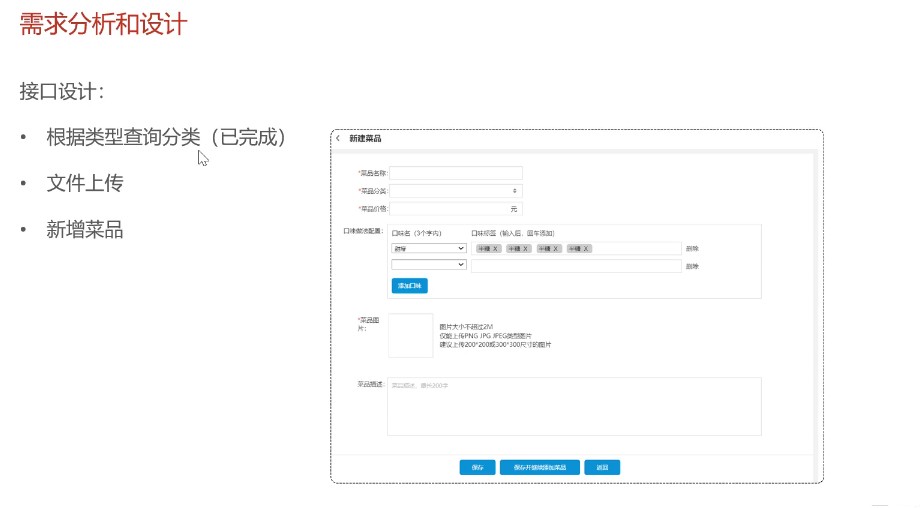 需求分析和设计
接口设计：
• 根据类型查询分类（已完成）
• 文件上传
• 新增菜品
新建菜品
*菜品名称:
*菜品分类:
*菜品价格:
元
口味做法配置:
口味名（3个字内）
口味标签（输入后，回车添加）
甜度
半糖 X
半糖 X
半糖 X
半糖 X
删除
删除
添加口味
*菜品图片:
图片大小不超过2M
仅能上传PNG JPG JPEG类型图片
建议上传200*200或300*300尺寸的图片
菜品描述:
菜品描述，最长200字
保存
保存并继续添加菜品
返回